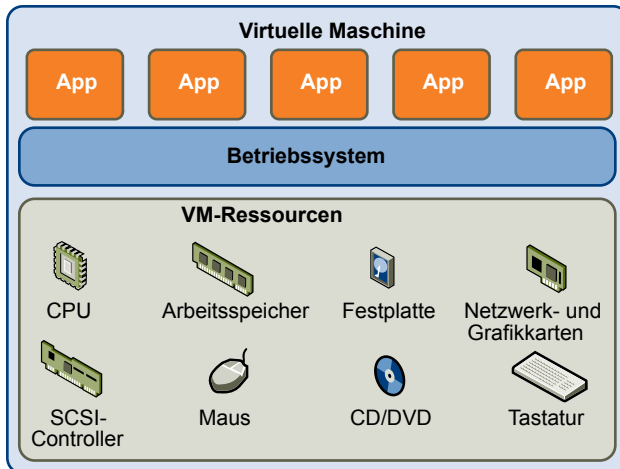 Virtuelle Maschine
App App App App App
Betriebssystem
VM-Ressourcen
CPU Arbeitsspeicher Festplatte Netzwerk- und
Grafikkarten
SCSI-
Controller Maus CD/DVD Tastatur